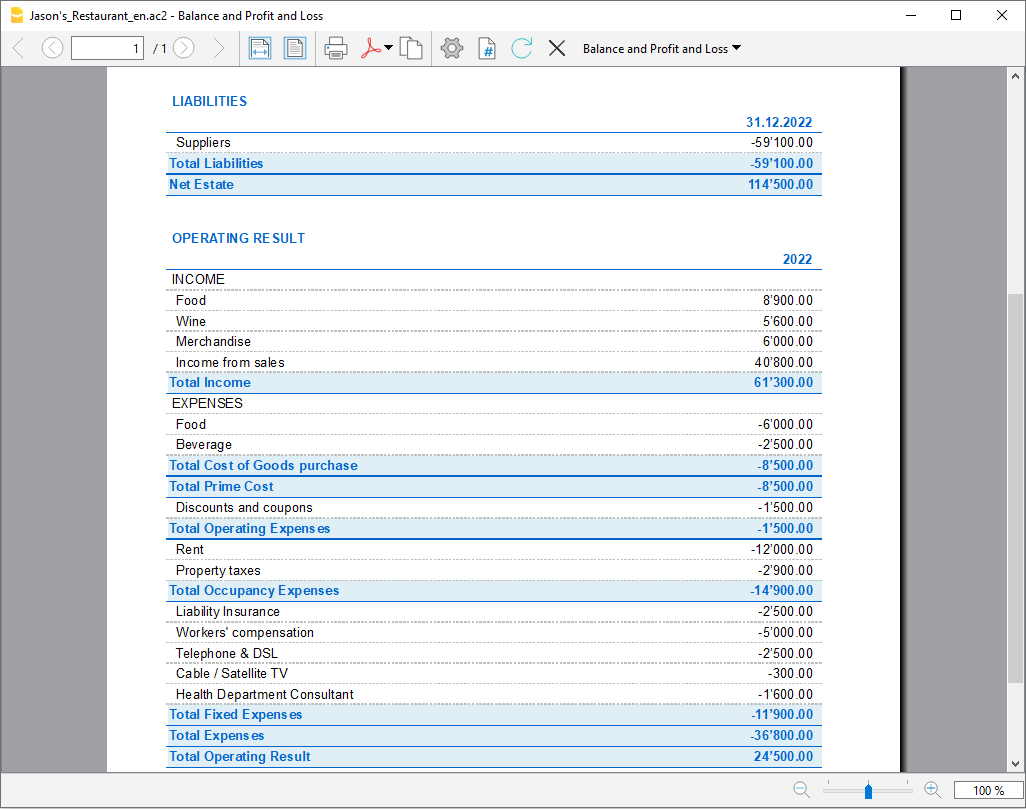 Jason's_Restaurant_en.ac2 - Balance and Profit and Loss
1 / 1 # Balance and Profit and Loss
LIABILITIES
31.12.2022
Suppliers -59'100.00
Total Liabilities -59'100.00
Net Estate 114'500.00
OPERATING RESULT
2022
INCOME
Food 8'900.00
Wine 5'600.00
Merchandise 6'000.00
Income from sales 40'800.00
Total Income 61'300.00
EXPENSES
Food -6'000.00
Beverage -2'500.00
Total Cost of Goods purchase -8'500.00
Total Prime Cost -8'500.00
Discounts and coupons -1'500.00
Total Operating Expenses -1'500.00
Rent -12'000.00
Property taxes -2'900.00
Total Occupancy Expenses -14'900.00
Liability Insurance -2'500.00
Workers' compensation -5'000.00
Telephone & DSL -2'500.00
Cable / Satellite TV -300.00
Health Department Consultant -1'600.00
Total Fixed Expenses -11'900.00
Total Expenses -36'800.00
Total Operating Result 24'500.00
100 %